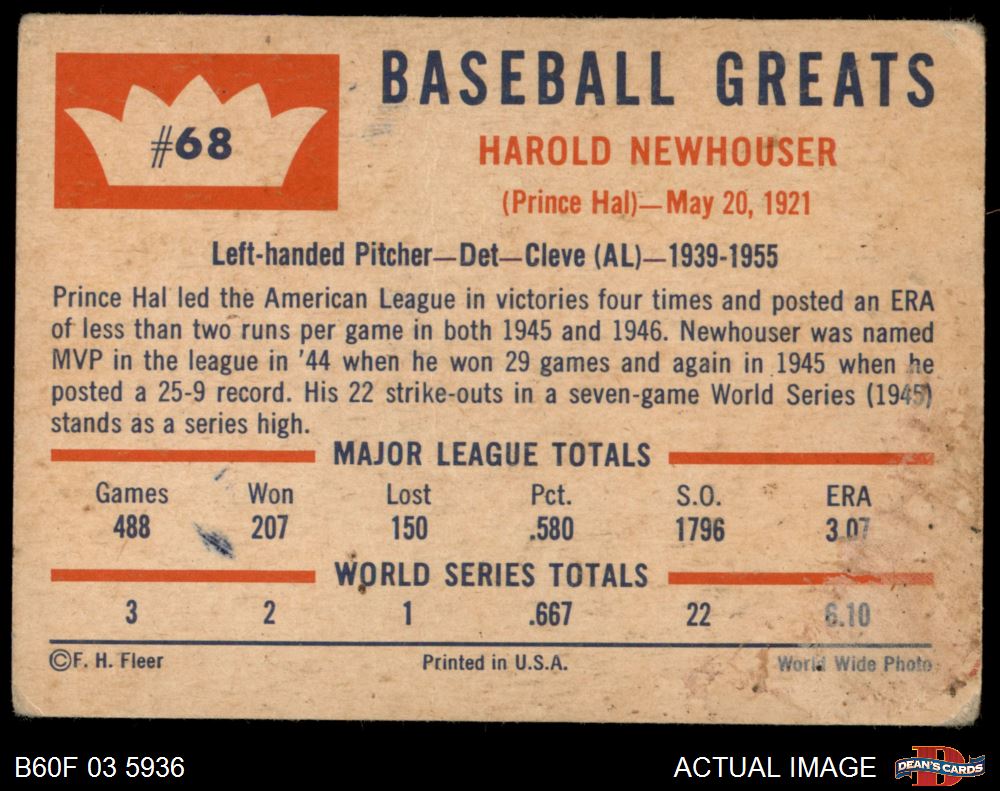 #68
BASEBALL GREATS
HAROLD NEWHOUSER
(Prince Hal)—May 20, 1921
Left-handed Pitcher—Det—Cleve (AL)—1939-1955
Prince Hal led the American League in victories four times and posted an ERA
of less than two runs per game in both 1945 and 1946. Newhouser was named
MVP in the league in '44 when he won 29 games and again in 1945 when he
posted a 25-9 record. His 22 strike-outs in a seven-game World Series (1945)
stands as a series high.
MAJOR LEAGUE TOTALS
Games Won Lost Pct. S.O. ERA
488 207 150 .580 1796 3.07
WORLD SERIES TOTALS
3 2 1 .667 22 6.10
©F. H. Fleer Printed in U.S.A. World Wide Photo
B60F 03 5936 ACTUAL IMAGE DEAN'S CARDS